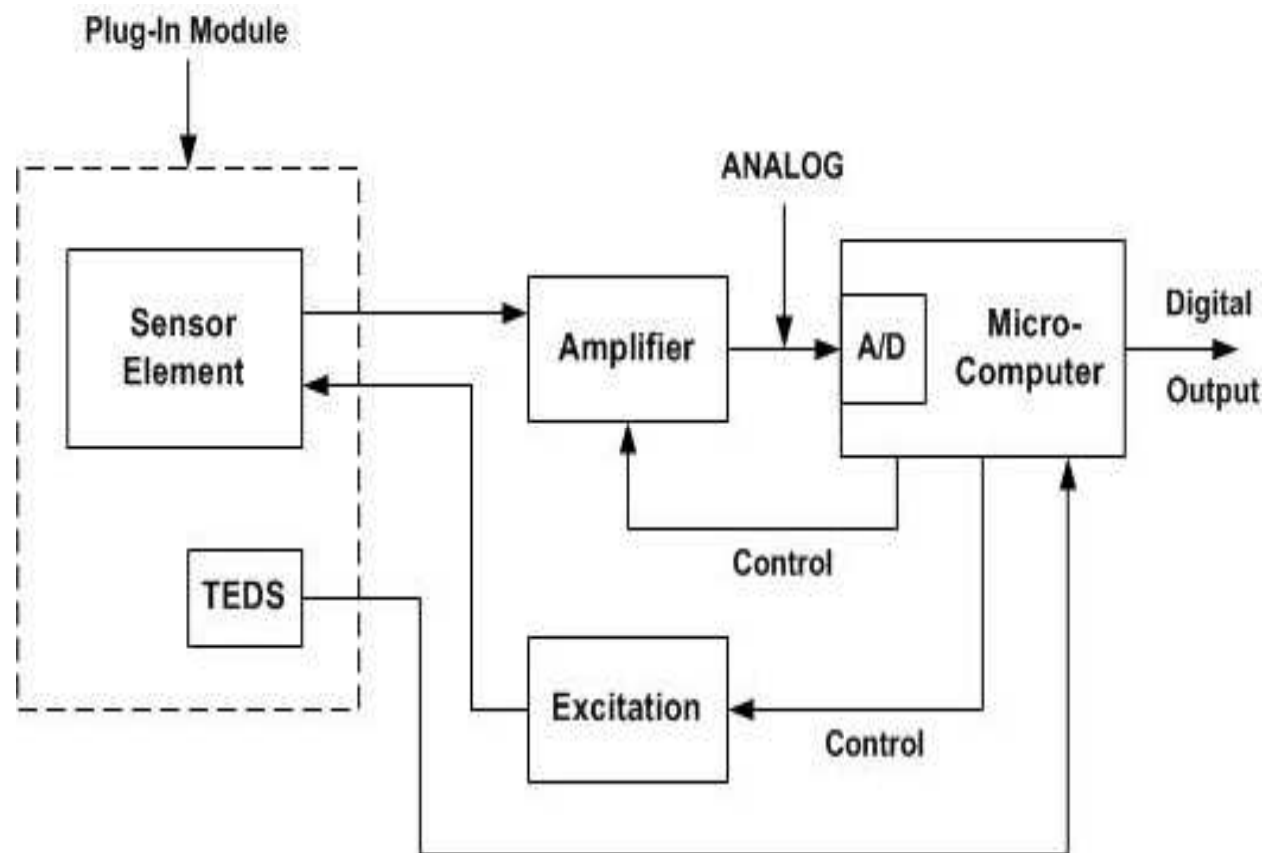 Plug-In Module
ANALOG
Sensor
Element
Amplifier
A/D
Micro-
Computer
Digital
Output
Control
TEDS
Excitation
Control